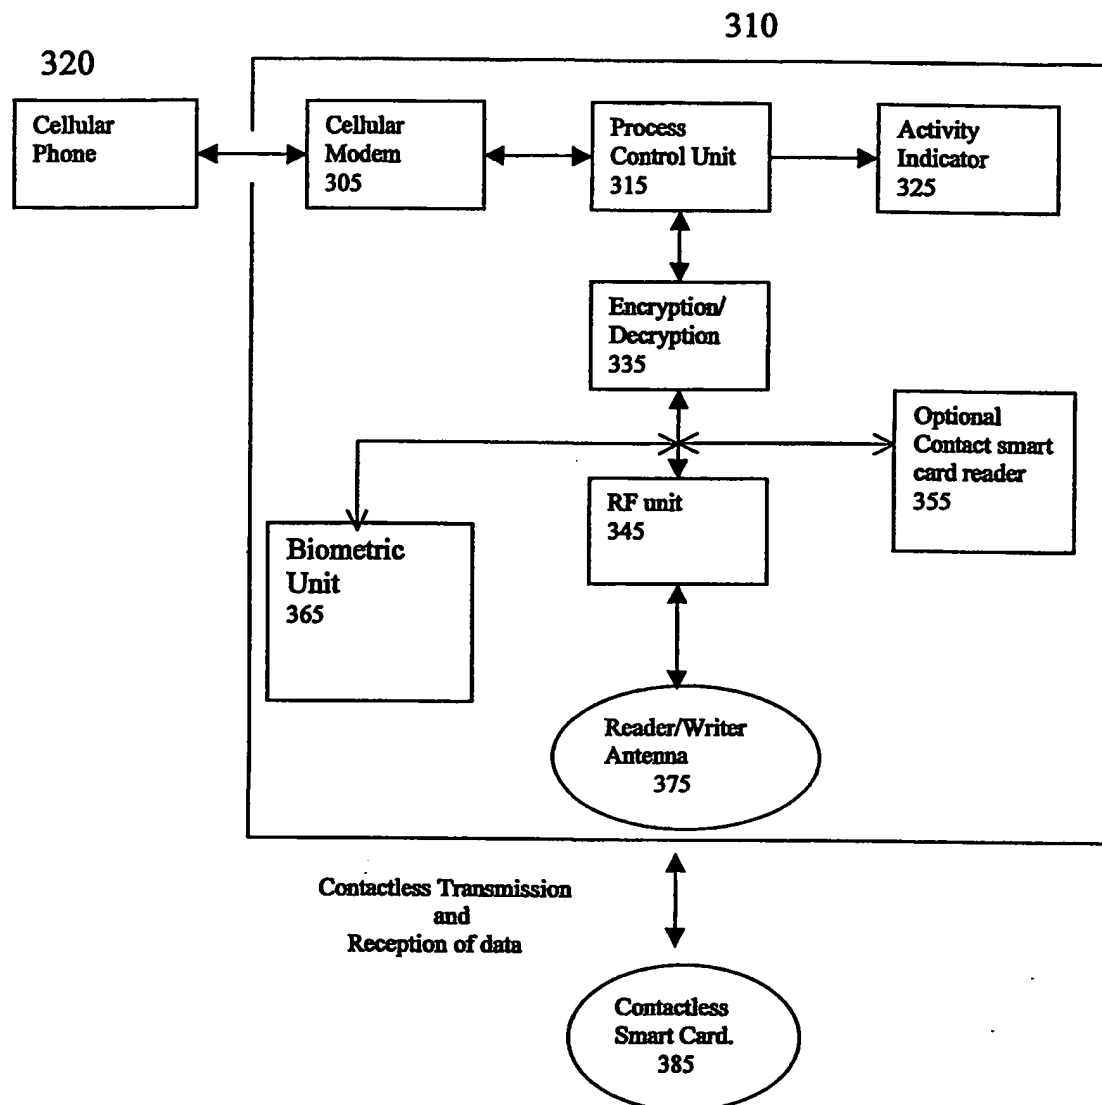 310
320
Cellular
Phone
Cellular
Modem
305
Process
Control Unit
315
Activity
Indicator
325
Encryption/
Decryption
335
Optional
Contact smart
card reader
355
RF unit
345
Biometric
Unit
365
Reader/Writer
Antenna
375
Contactless Transmission
and
Reception of data
Contactless
Smart Card.
385